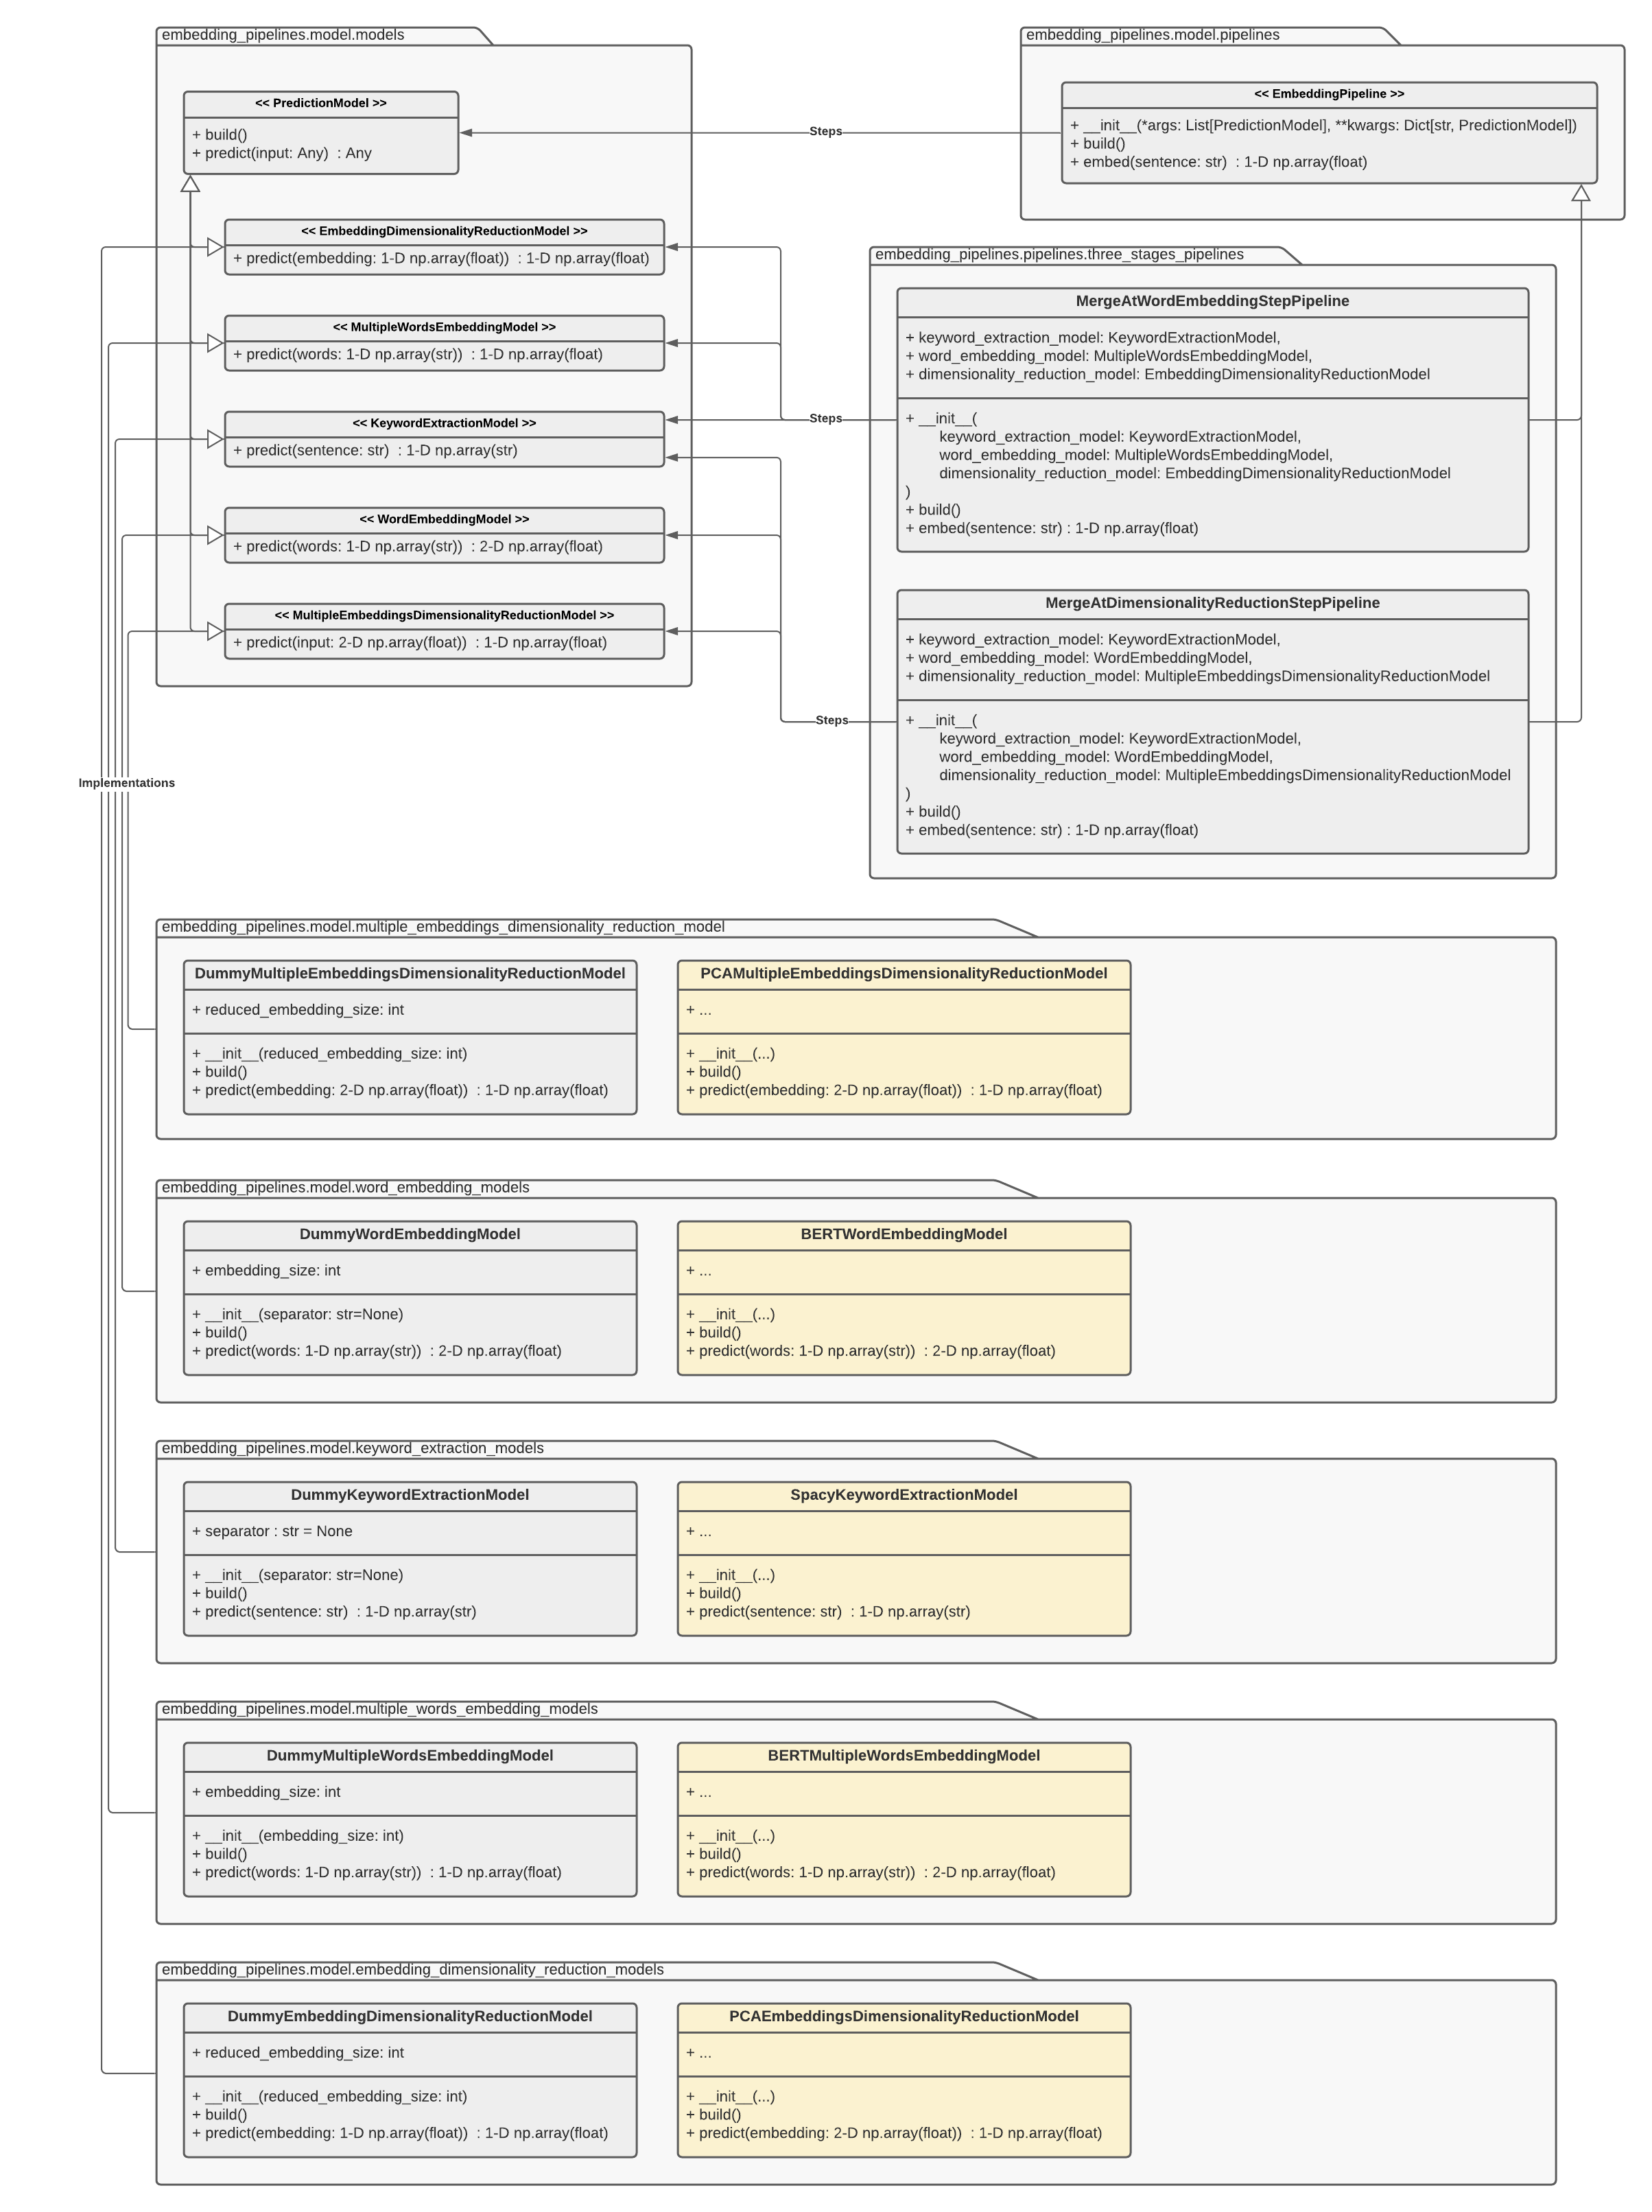 embedding_pipelines.model.models
<< PredictionModel >>
+ build()
+ predict(input: Any)  : Any
<< EmbeddingDimensionalityReductionModel >>
+ predict(embedding: 1-D np.array(float))  : 1-D np.array(float)
<< MultipleWordsEmbeddingModel >>
+ predict(words: 1-D np.array(str))  : 1-D np.array(float)
<< KeywordExtractionModel >>
+ predict(sentence: str)  : 1-D np.array(str)
<< WordEmbeddingModel >>
+ predict(words: 1-D np.array(str))  : 2-D np.array(float)
<< MultipleEmbeddingsDimensionalityReductionModel >>
+ predict(input: 2-D np.array(float))  : 1-D np.array(float)
Steps
Steps
Steps
embedding_pipelines.model.pipelines
<< EmbeddingPipeline >>
+ __init__(*args: List[PredictionModel], **kwargs: Dict[str, PredictionModel])
+ build()
+ embed(sentence: str)  : 1-D np.array(float)
embedding_pipelines.pipelines.three_stages_pipelines
MergeAtWordEmbeddingStepPipeline
+ keyword_extraction_model: KeywordExtractionModel,
+ word_embedding_model: MultipleWordsEmbeddingModel,
+ dimensionality_reduction_model: EmbeddingDimensionalityReductionModel
+ __init__(
keyword_extraction_model: KeywordExtractionModel,
word_embedding_model: MultipleWordsEmbeddingModel,
dimensionality_reduction_model: EmbeddingDimensionalityReductionModel
)
+ build()
+ embed(sentence: str) : 1-D np.array(float)
MergeAtDimensionalityReductionStepPipeline
+ keyword_extraction_model: KeywordExtractionModel,
+ word_embedding_model: WordEmbeddingModel,
+ dimensionality_reduction_model: MultipleEmbeddingsDimensionalityReductionModel
+ __init__(
keyword_extraction_model: KeywordExtractionModel,
word_embedding_model: WordEmbeddingModel,
dimensionality_reduction_model: MultipleEmbeddingsDimensionalityReductionModel
)
+ build()
+ embed(sentence: str) : 1-D np.array(float)
Implementations
embedding_pipelines.model.multiple_embeddings_dimensionality_reduction_model
DummyMultipleEmbeddingsDimensionalityReductionModel
+ reduced_embedding_size: int
+ __init__(reduced_embedding_size: int)
+ build()
+ predict(embedding: 2-D np.array(float))  : 1-D np.array(float)
PCAMultipleEmbeddingsDimensionalityReductionModel
+ ...
+ __init__(...)
+ build()
+ predict(embedding: 2-D np.array(float))  : 1-D np.array(float)
embedding_pipelines.model.word_embedding_models
DummyWordEmbeddingModel
+ embedding_size: int
+ __init__(separator: str=None)
+ build()
+ predict(words: 1-D np.array(str))  : 2-D np.array(float)
BERTWordEmbeddingModel
+ ...
+ __init__(...)
+ build()
+ predict(words: 1-D np.array(str))  : 2-D np.array(float)
embedding_pipelines.model.keyword_extraction_models
DummyKeywordExtractionModel
+ separator : str = None
+ __init__(separator: str=None)
+ build()
+ predict(sentence: str)  : 1-D np.array(str)
SpacyKeywordExtractionModel
+ ...
+ __init__(...)
+ build()
+ predict(sentence: str)  : 1-D np.array(str)
embedding_pipelines.model.multiple_words_embedding_models
DummyMultipleWordsEmbeddingModel
+ embedding_size: int
+ __init__(embedding_size: int)
+ build()
+ predict(words: 1-D np.array(str))  : 1-D np.array(float)
BERTMultipleWordsEmbeddingModel
+ ...
+ __init__(...)
+ build()
+ predict(words: 1-D np.array(str))  : 2-D np.array(float)
embedding_pipelines.model.embedding_dimensionality_reduction_models
DummyEmbeddingDimensionalityReductionModel
+ reduced_embedding_size: int
+ __init__(reduced_embedding_size: int)
+ build()
+ predict(embedding: 1-D np.array(float))  : 1-D np.array(float)
PCAEmbeddingsDimensionalityReductionModel
+ ...
+ __init__(...)
+ build()
+ predict(embedding: 2-D np.array(float))  : 1-D np.array(float)